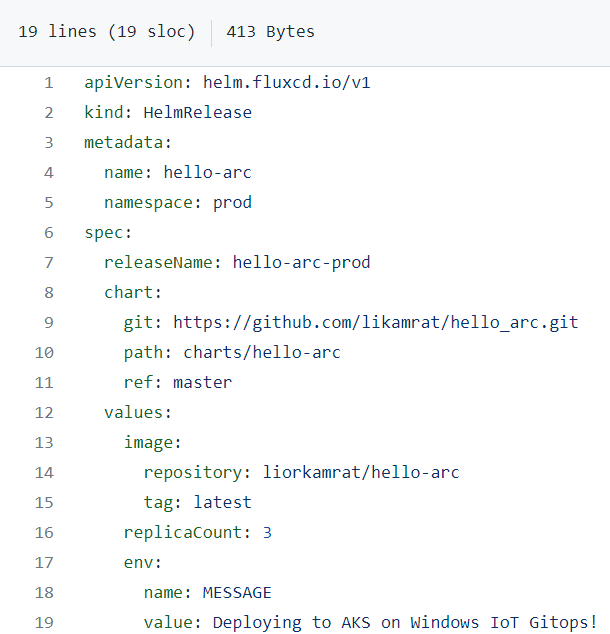 19 lines (19 sloc) 413 Bytes
1 apiVersion: helm.fluxcd.io/v1
2 kind: HelmRelease
3 metadata:
4   name: hello-arc
5   namespace: prod
6 spec:
7   releaseName: hello-arc-prod
8   chart:
9     git: https://github.com/likamrat/hello_arc.git
10     path: charts/hello-arc
11     ref: master
12   values:
13     image:
14       repository: liorkamrat/hello-arc
15       tag: latest
16     replicaCount: 3
17     env:
18       name: MESSAGE
19       value: Deploying to AKS on Windows IoT Gitops!